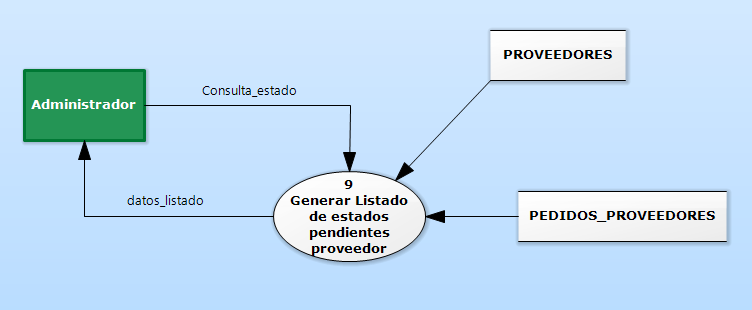 PROVEEDORES
Administrador
Consulta_estado
9
Generar Listado
de estados
pendientes
proveedor
datos_listado
PEDIDOS_PROVEEDORES